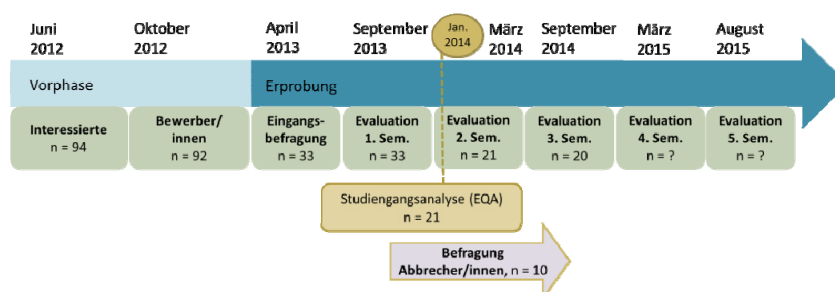 Juni 2012
Oktober 2012
April 2013
September 2013
Jan. 2014
März 2014
September 2014
März 2015
August 2015
Vorphase
Erprobung
Interessierte
n = 94
Bewerber/
innen
n = 92
Eingangs-
befragung
n = 33
Evaluation
1. Sem.
n = 33
Evaluation
2. Sem.
n = 21
Evaluation
3. Sem.
n = 20
Evaluation
4. Sem.
n = ?
Evaluation
5. Sem.
n = ?
Studiengangsanalyse (EQA)
n = 21
Befragung
Abbrecher/innen, n = 10